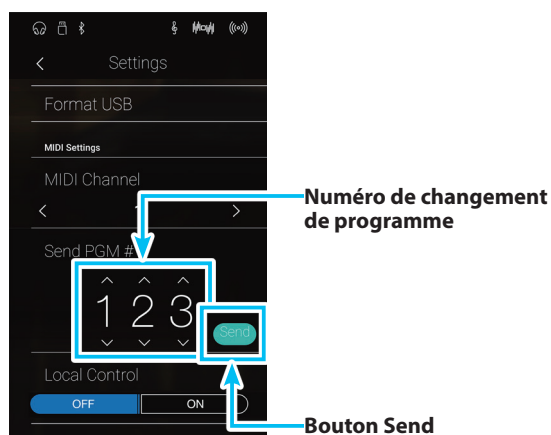 Settings
Format USB
MIDI Settings
MIDI Channel
Numéro de changement
de programme
Send PGM #
1 2 3
Send
Local Control
OFF ON
Bouton Send